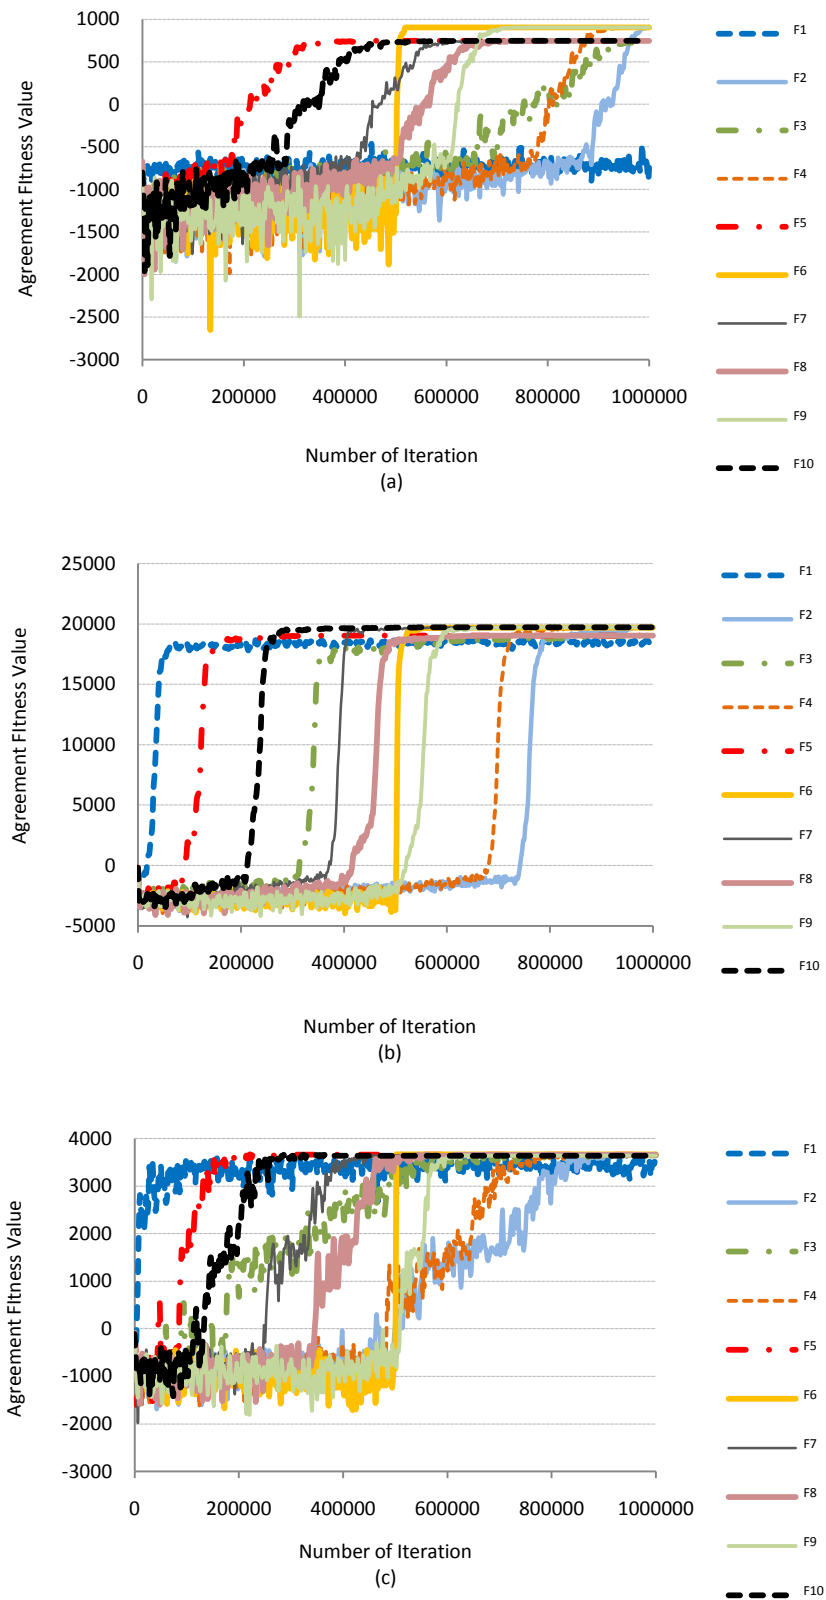 Agreement FItness Value
1000
500
0
-500
-1000
-1500
-2000
-2500
-3000
0 200000 400000 600000 800000 1000000
Number of Iteration
(a)
F1
F2
F3
F4
F5
F6
F7
F8
F9
F10
Agreement FItness Value
25000
20000
15000
10000
5000
0
-5000
0 200000 400000 600000 800000 1000000
Number of Iteration
(b)
F1
F2
F3
F4
F5
F6
F7
F8
F9
F10
Agreement FItness Value
4000
3000
2000
1000
0
-1000
-2000
-3000
0 200000 400000 600000 800000 1000000
Number of Iteration
(c)
F1
F2
F3
F4
F5
F6
F7
F8
F9
F10